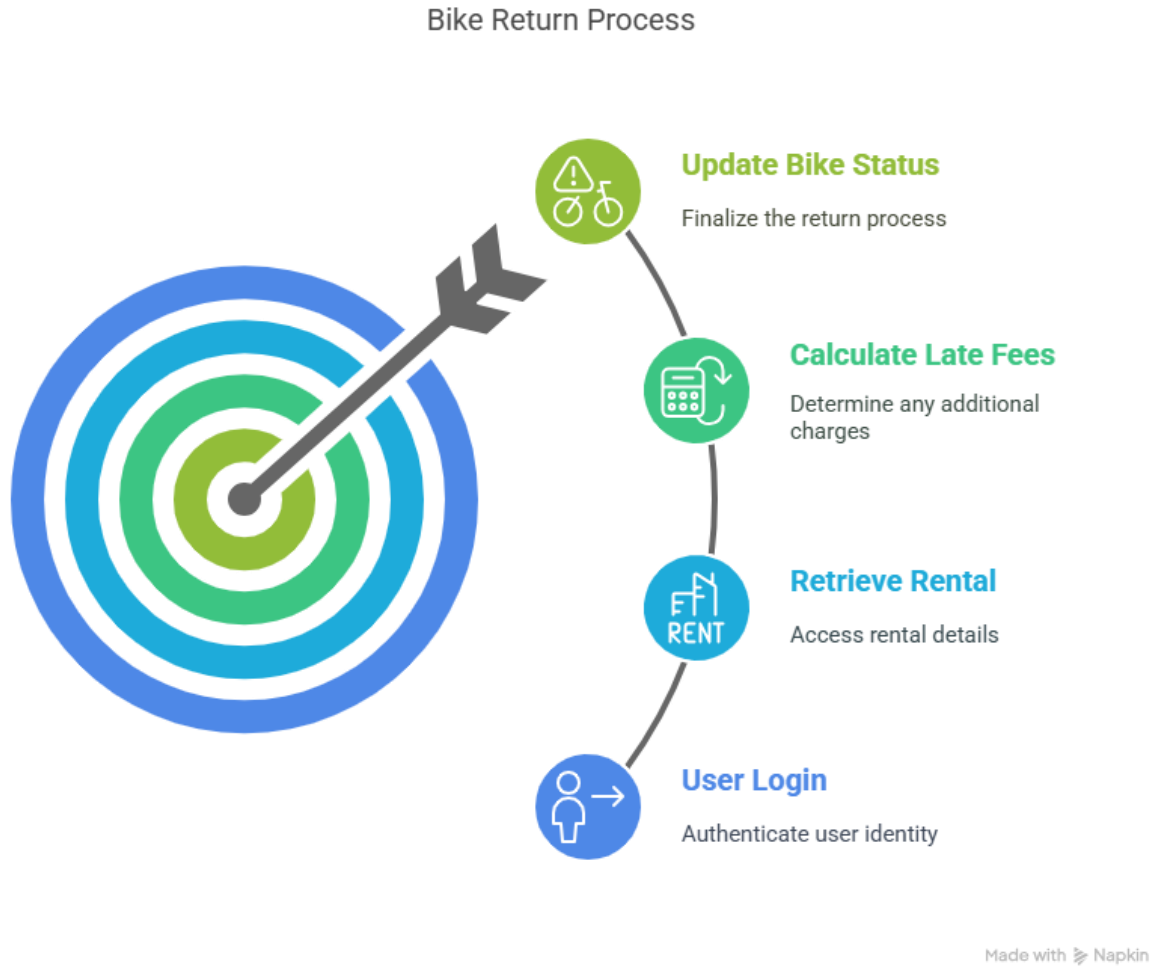 Bike Return Process
Update Bike Status
Finalize the return process
Calculate Late Fees
Determine any additional
charges
Retrieve Rental
Access rental details
RENT
User Login
Authenticate user identity
Made with Napkin